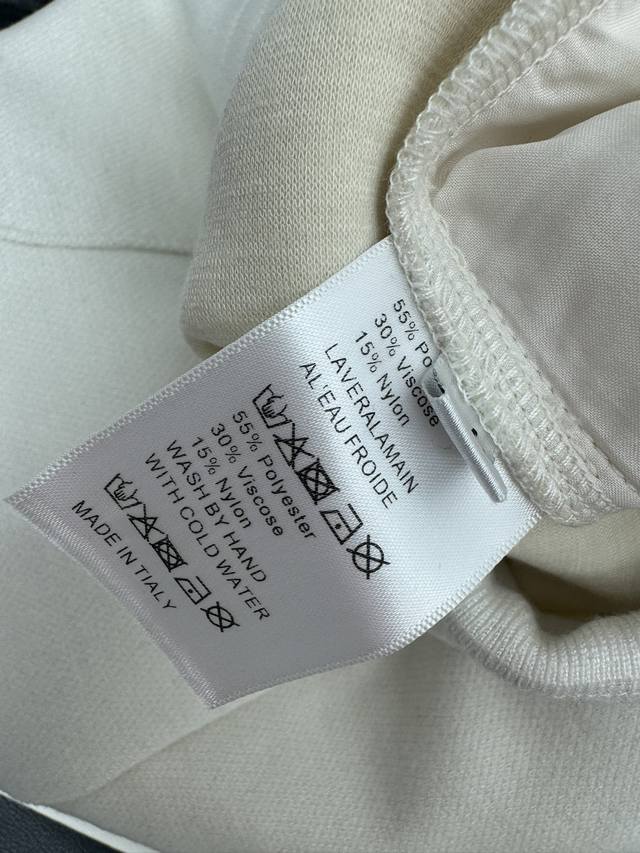 55% Po
30% Viscose
15% Nylon
LAVERALAMAIN
AL'EAU FROIDE
55% Polyester
30% Viscose
15% Nylon
WASH BY HAND
WITH COLD WATER
MADE IN TIALY